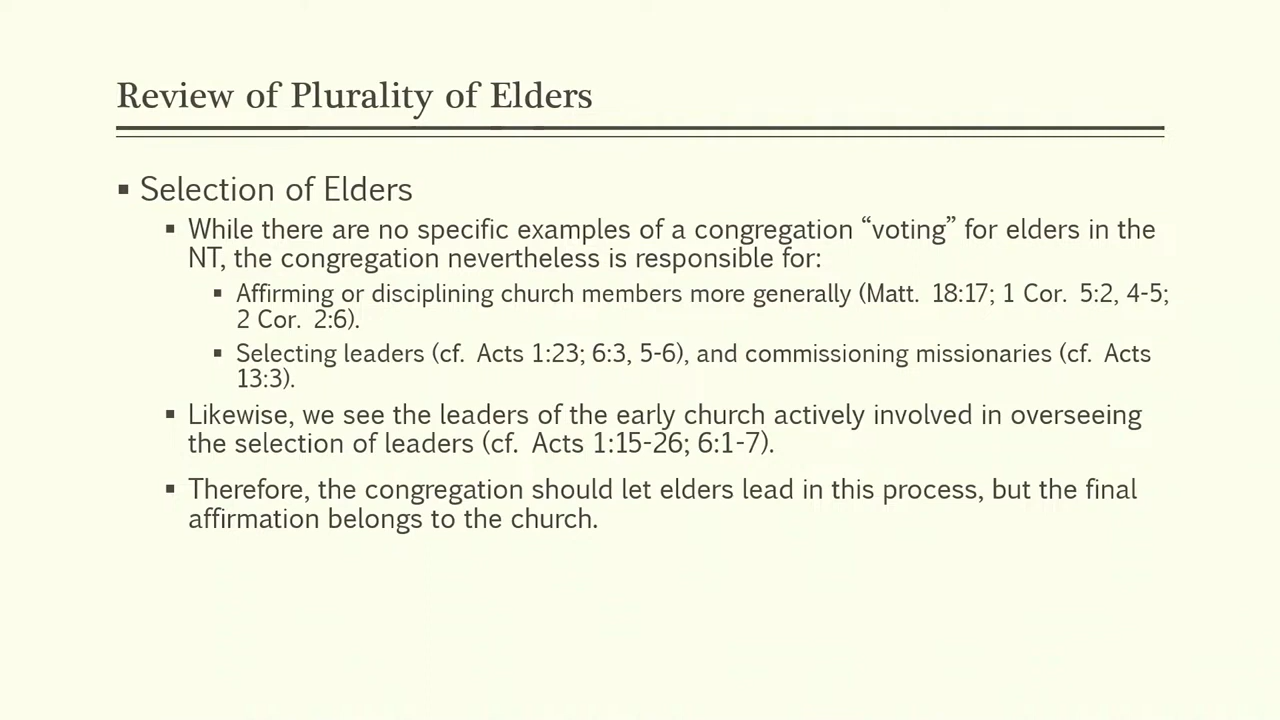 Review of Plurality of Elders
▪ Selection of Elders
▪ While there are no specific examples of a congregation “voting” for elders in the
NT, the congregation nevertheless is responsible for:
▪ Affirming or disciplining church members more generally (Matt. 18:17; 1 Cor. 5:2, 4-5;
2 Cor. 2:6).
▪ Selecting leaders (cf. Acts 1:23; 6:3, 5-6), and commissioning missionaries (cf. Acts
13:3).
▪ Likewise, we see the leaders of the early church actively involved in overseeing
the selection of leaders (cf. Acts 1:15-26; 6:1-7).
▪ Therefore, the congregation should let elders lead in this process, but the final
affirmation belongs to the church.